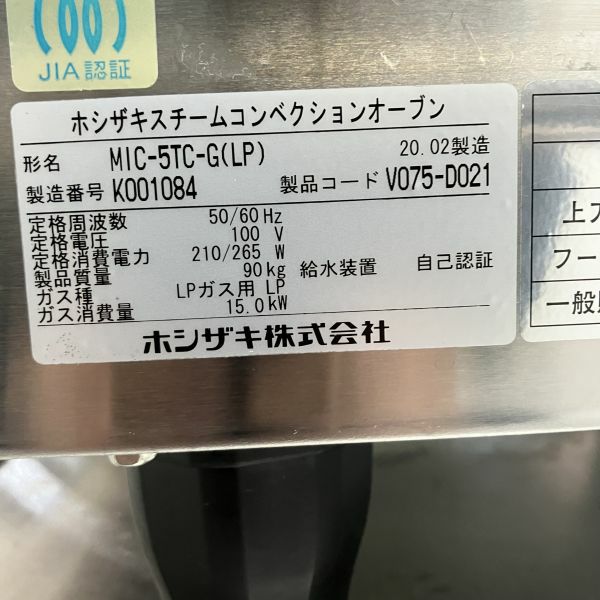 JIA認証
ホシザキスチームコンベクションオーブン
形名 MIC-5TC-G(LP) 20.02製造
製造番号 K001084 製品コード V075-D021
定格周波数 50/60 Hz
定格電圧 100 V
定格消費電力 210/265 W
製品質量 90kg 給水装置 自己認証
ガス種 LPガス用 LP
ガス消費量 15.0kW
ホシザキ株式会社
上
フー
一般